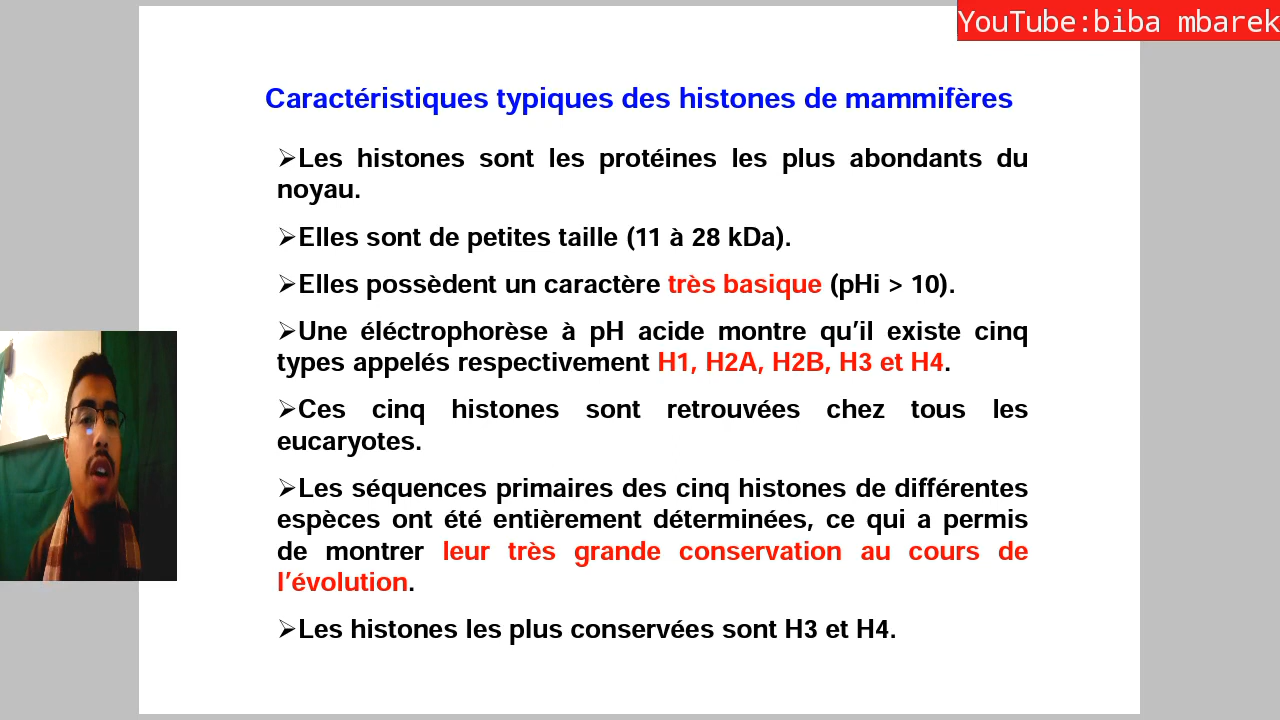 YouTube:biba mbarek
Caractéristiques typiques des histones de mammifères
➢Les histones sont les protéines les plus abondants du
noyau.
➢Elles sont de petites taille (11 à 28 kDa).
➢Elles possèdent un caractère très basique (pHi > 10).
➢Une éléctrophorèse à pH acide montre qu’il existe cinq
types appelés respectivement H1, H2A, H2B, H3 et H4.
➢Ces cinq histones sont retrouvées chez tous les
eucaryotes.
➢Les séquences primaires des cinq histones de différentes
espèces ont été entièrement déterminées, ce qui a permis
de montrer leur très grande conservation au cours de
l’évolution.
➢Les histones les plus conservées sont H3 et H4.